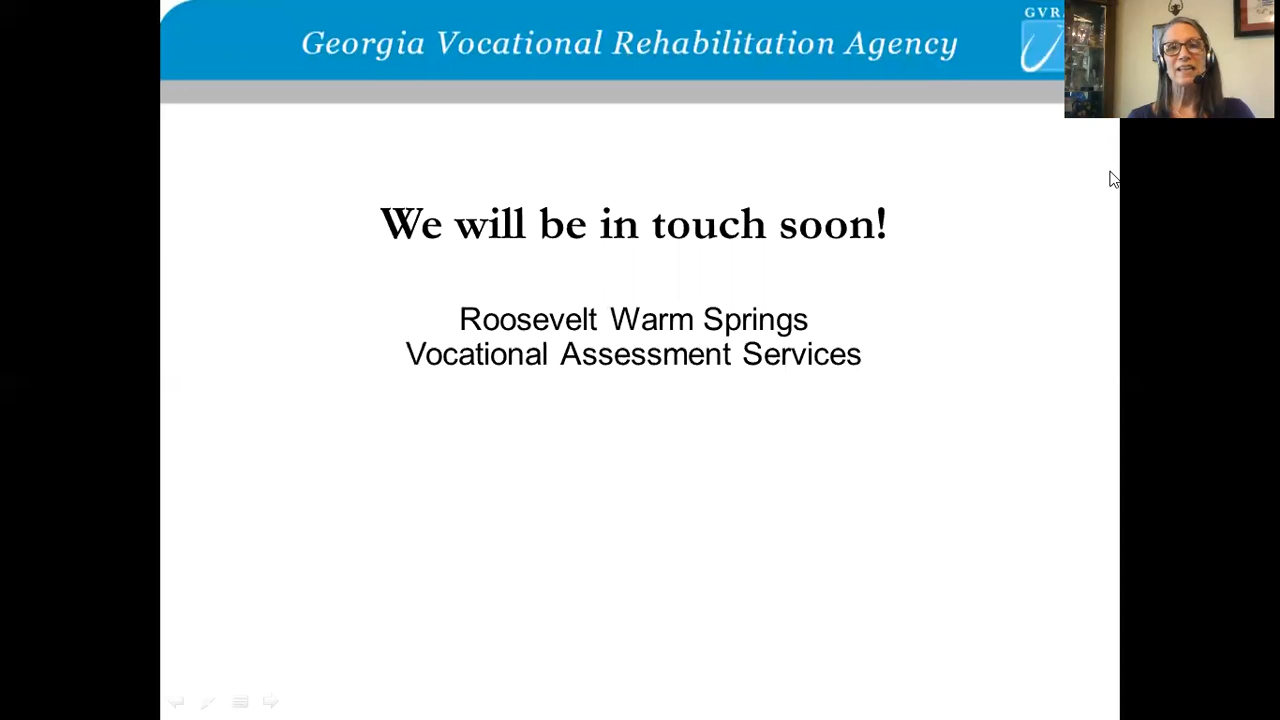 Georgia Vocational Rehabilitation Agency
GVR
We will be in touch soon!
Roosevelt Warm Springs
Vocational Assessment Services